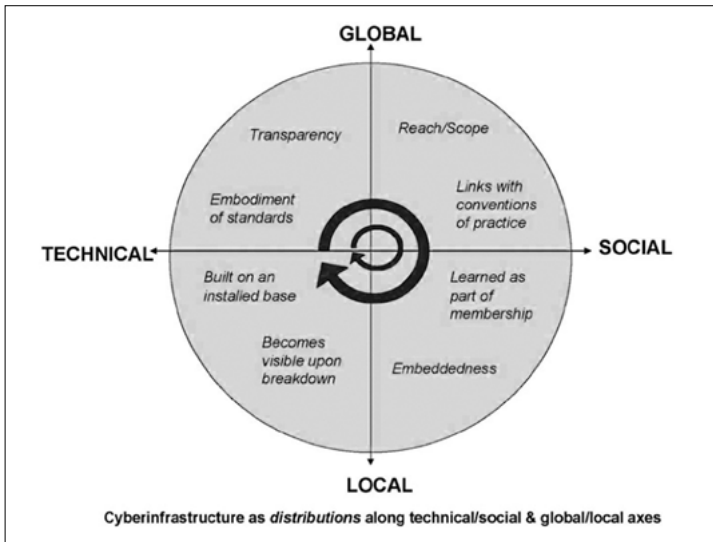 GLOBAL
Transparency
Reach/Scope
Embodiment
of standards
Links with
conventions
of practice
TECHNICAL
SOCIAL
Built on an
installed base
Learned as
part of
membership
Becomes
visible upon
breakdown
Embeddedness
LOCAL
Cyberinfrastructure as distributions along technical/social & global/local axes